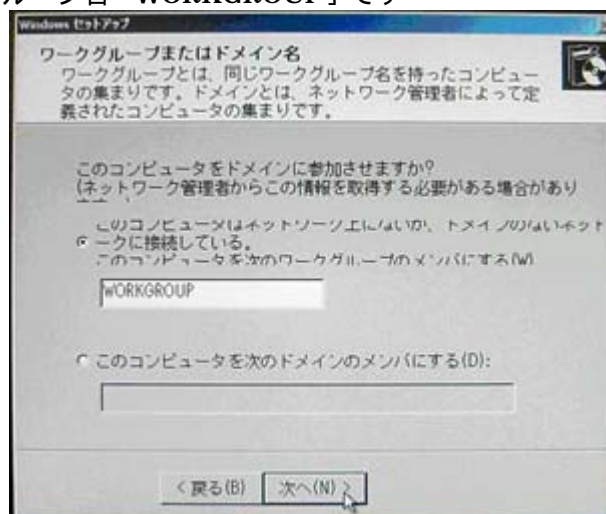 ループ名 WORKGROUP」です
Windows セットアップ
ワークグループまたはドメイン名
ワークグループとは、同じワークグループ名を持ったコンピュー
タの集まりです。ドメインとは、ネットワーク管理者によって定
義されたコンピュータの集まりです。
このコンピュータをドメインに参加させますか?
(ネットワーク管理者からこの情報を取得する必要がある場合があり
このコンピュータはネットワーク上にないか、ドメインのないネット
ークに接続している。
このコンピュータを次のワークグループのメンバにする(W)
WORKGROUP
このコンピュータを次のドメインのメンバにする(D):
< 戻る(B)
次へ(N) >